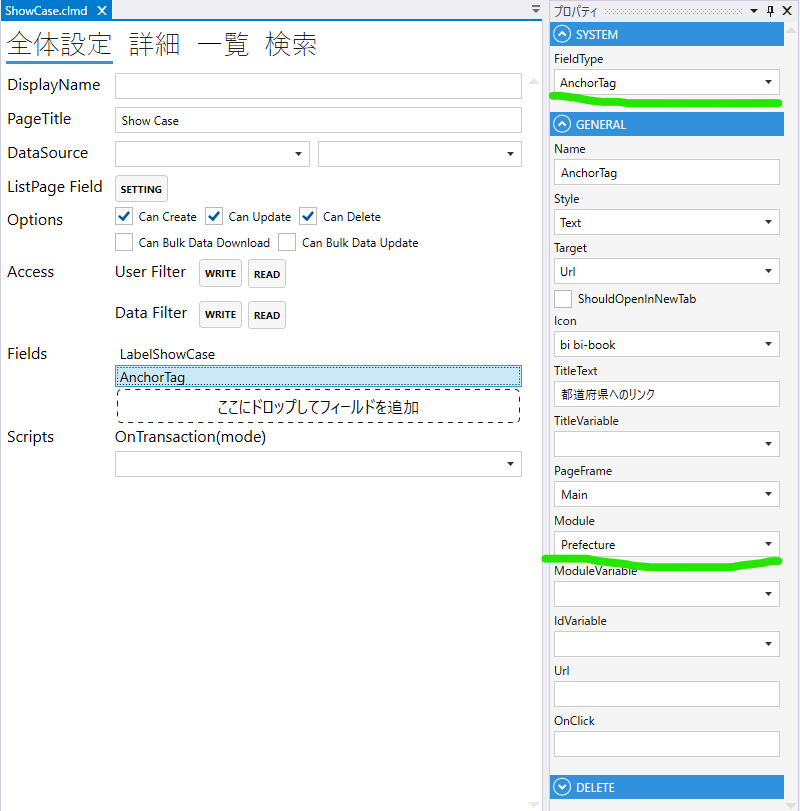 ShowCase.clmd
全体設定 詳細 一覧 検索
DisplayName
PageTitle Show Case
DataSource
ListPage Field SETTING
Options Can Create Can Update Can Delete
Can Bulk Data Download Can Bulk Data Update
Access User Filter WRITE READ
Data Filter WRITE READ
Fields LabelShowCase
AnchorTag
ここにドロップしてフィールドを追加
Scripts OnTransaction(mode)
プロパティ
SYSTEM
FieldType
AnchorTag
GENERAL
Name
AnchorTag
Style
Text
Target
Url
ShouldOpenInNewTab
Icon
bi bi-book
TitleText
都道府県へのリンク
TitleVariable
PageFrame
Main
Module
Prefecture
ModuleVariable
IdVariable
Url
OnClick
DELETE